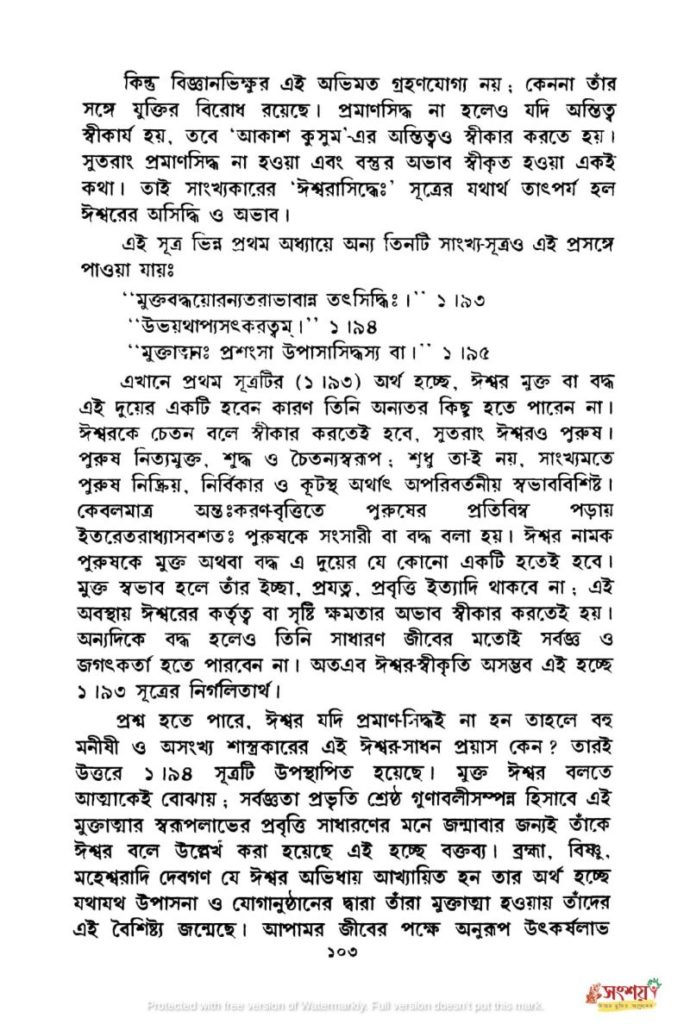 কিন্তু বিজ্ঞানভিক্ষুর এই অভিমত গ্রহণযোগ্য নয় ; কেননা তাঁর
সঙ্গে যুক্তির বিরোধ রয়েছে। প্রমাণসিদ্ধ না হলেও যদি অস্তিত্ব
স্বীকার্য হয়, তবে ‘আকাশ কুসুম’-এর অস্তিত্বও স্বীকার করতে হয়।
সুতরাং প্রমাণসিদ্ধ না হওয়া এবং বস্তুর অভাব স্বীকৃত হওয়া একই
কথা। তাই সাংখ্যকারের ‘ঈশ্বরাসিদ্ধেঃ’ সূত্রের যথার্থ তাৎপর্য হল
ঈশ্বরের অসিদ্ধি ও অভাব।
এই সূত্র ভিন্ন প্রথম অধ্যায়ে অন্য তিনটি সাংখ্য-সূত্রও এই প্রসঙ্গে
পাওয়া যায়ঃ
“মুক্তবদ্ধয়োরন্যতরাভাবান্ন তৎসিদ্ধিঃ।” ১।৯৩
“উভয়থাপ্যসৎকরত্বম্।” ১।৯৪
“মুক্তাত্মনঃ প্রশংসা উপাসাসিদ্ধস্য বা।” ১।৯৫
এখানে প্রথম সূত্রটির (১।৯৩) অর্থ হচ্ছে, ঈশ্বর মুক্ত বা বদ্ধ
এই দুয়ের একটি হবেন কারণ তিনি অন্যতর কিছু হতে পারেন না।
ঈশ্বরকে চেতন বলে স্বীকার করতেই হবে, সুতরাং ঈশ্বরও পুরুষ।
পুরুষ নিত্যমুক্ত, শুদ্ধ ও চৈতন্যস্বরূপ ; শুধু তা-ই নয়, সাংখ্যমতে
পুরুষ নিষ্ক্রিয়, নির্বিকার ও কূটস্থ অর্থাৎ অপরিবর্তনীয় স্বভাববিশিষ্ট।
কেবলমাত্র অন্তঃকরণ-বৃত্তিতে পুরুষের প্রতিবিম্ব পড়ায়
ইতরেতরাধ্যাসবশতঃ পুরুষকে সংসারী বা বদ্ধ বলা হয়। ঈশ্বর নামক
পুরুষকে মুক্ত অথবা বদ্ধ এ দুয়ের যে কোনো একটি হতেই হবে।
মুক্ত স্বভাব হলে তাঁর ইচ্ছা, প্রযত্ন, প্রবৃত্তি ইত্যাদি থাকবে না ; এই
অবস্থায় ঈশ্বরের কর্তৃত্ব বা সৃষ্টি ক্ষমতার অভাব স্বীকার করতেই হয়।
অন্যদিকে বদ্ধ হলেও তিনি সাধারণ জীবের মতোই সর্বজ্ঞ ও
জগৎকর্তা হতে পারবেন না। অতএব ঈশ্বর-স্বীকৃতি অসম্ভব এই হচ্ছে
১।৯৩ সূত্রের নির্গলিতার্থ।
প্রশ্ন হতে পারে, ঈশ্বর যদি প্রমাণ-সিদ্ধই না হন তাহলে বহু
মনীষী ও অসংখ্য শাস্ত্রকারের এই ঈশ্বর-সাধন প্রয়াস কেন? তারই
উত্তরে ১।৯৪ সূত্রটি উপস্থাপিত হয়েছে। মুক্ত ঈশ্বর বলতে
আত্মাকেই বোঝায় ; সর্বজ্ঞতা প্রভৃতি শ্রেষ্ঠ গুণাবলীসম্পন্ন হিসাবে এই
মুক্তাত্মার স্বরূপলাভের প্রবৃত্তি সাধারণের মনে জন্মাবার জন্যই তাঁকে
ঈশ্বর বলে উল্লেখ করা হয়েছে এই হচ্ছে বক্তব্য। ব্রহ্মা, বিষ্ণু,
মহেশ্বরাদি দেবগণ যে ঈশ্বর অভিধায় আখ্যায়িত হন তার অর্থ হচ্ছে
যথাযথ উপাসনা ও যোগানুষ্ঠানের দ্বারা তাঁরা মুক্তাত্মা হওয়ায় তাঁদের
এই বৈশিষ্ট্য জন্মেছে। আপামর জীবের পক্ষে অনুরূপ উৎকর্ষলাভ
১০৩
সংশয়
Protected with free version of Watermarkly. Full version doesn't put this mark.